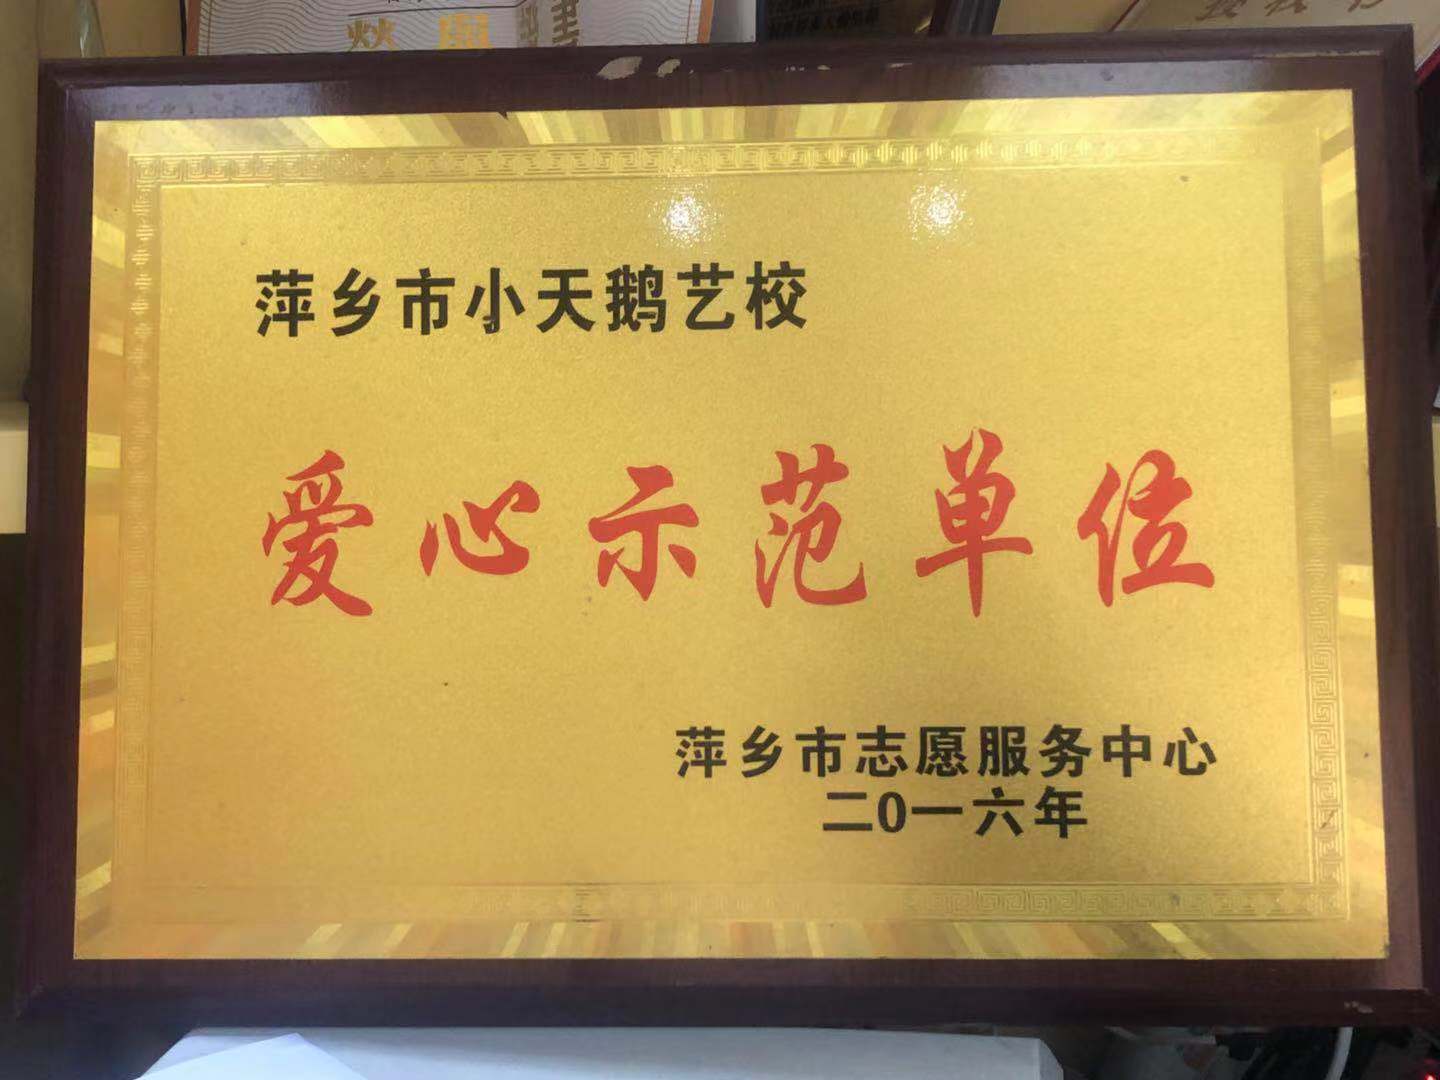 萍乡市小天鹅艺校
爱心示范单位
萍乡市志愿服务中心
二0一六年